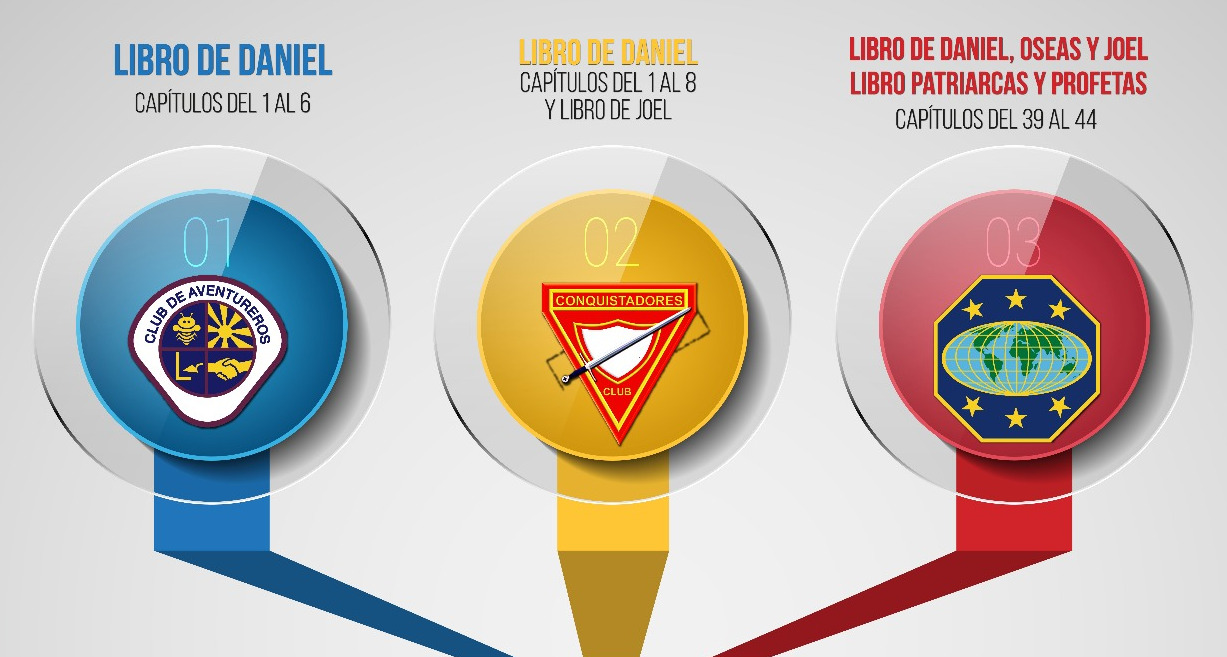 LIBRO DE DANIEL
CAPÍTULOS DEL 1 AL 6
01
CLUB DE AVENTUREROS
LIBRO DE DANIEL
CAPÍTULOS DEL 1 AL 8
Y LIBRO DE JOEL
02
CONQUISTADORES
CLUB
LIBRO DE DANIEL, OSEAS Y JOEL
LIBRO PATRIARCAS Y PROFETAS
CAPÍTULOS DEL 39 AL 44
03